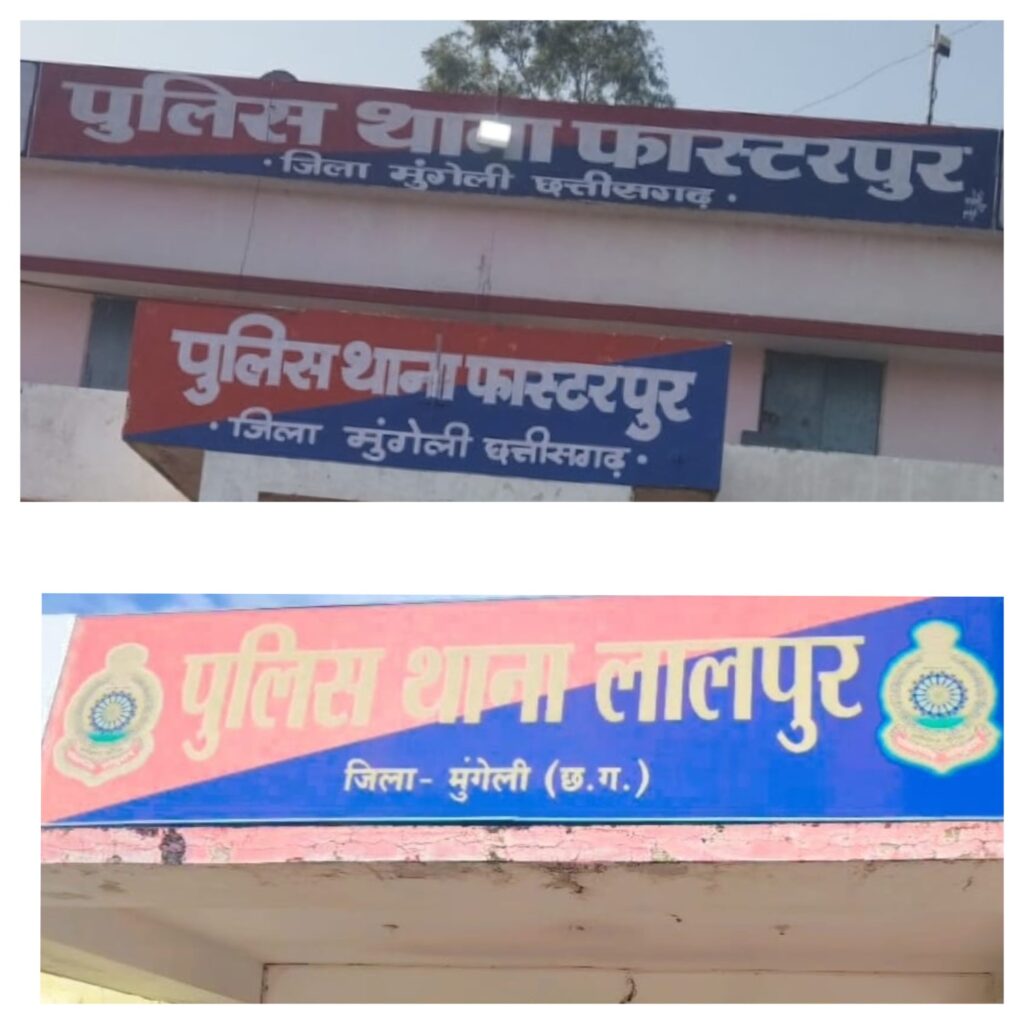 पुलिस थाना फास्टरपुर
• जिला मुंगेली छत्तीसगढ़ •
पुलिस थाना फास्टरपुर
• जिला मुंगेली छत्तीसगढ़ •
पुलिस थाना लालपुर
जिला- मुंगेली (छ.ग.)